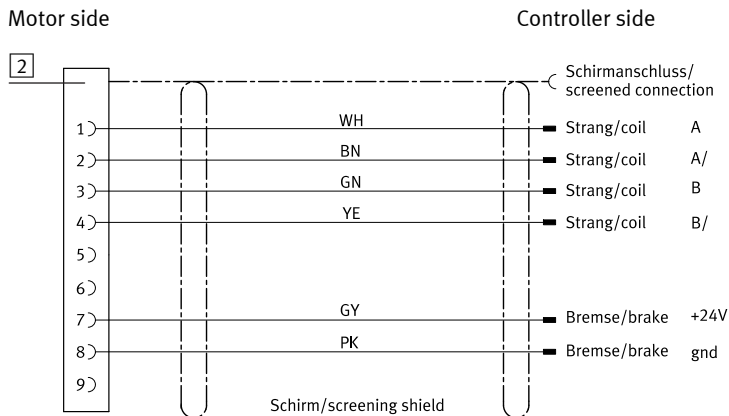 Motor side
Controller side
2
Schirmanschluss/
screened connection
1 WH Strang/coil A
2 BN Strang/coil A/
3 GN Strang/coil B
4 YE Strang/coil B/
5
6
7 GY Bremse/brake +24V
8 PK Bremse/brake gnd
9
Schirm/screening shield